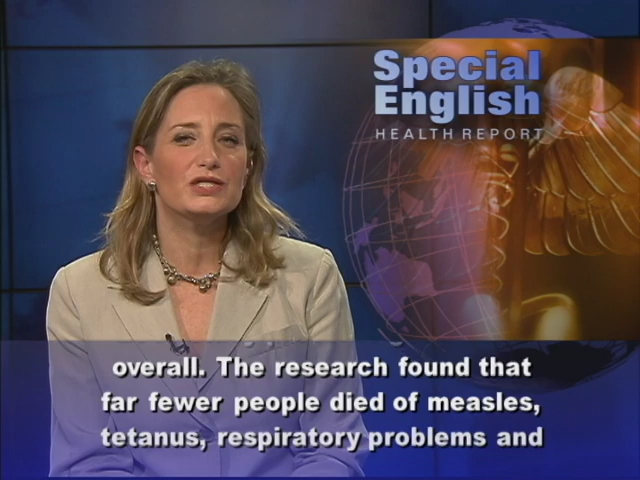 Special
English
HEALTH REPORT
overall. The research found that
far fewer people died of measles,
tetanus, respiratory problems and